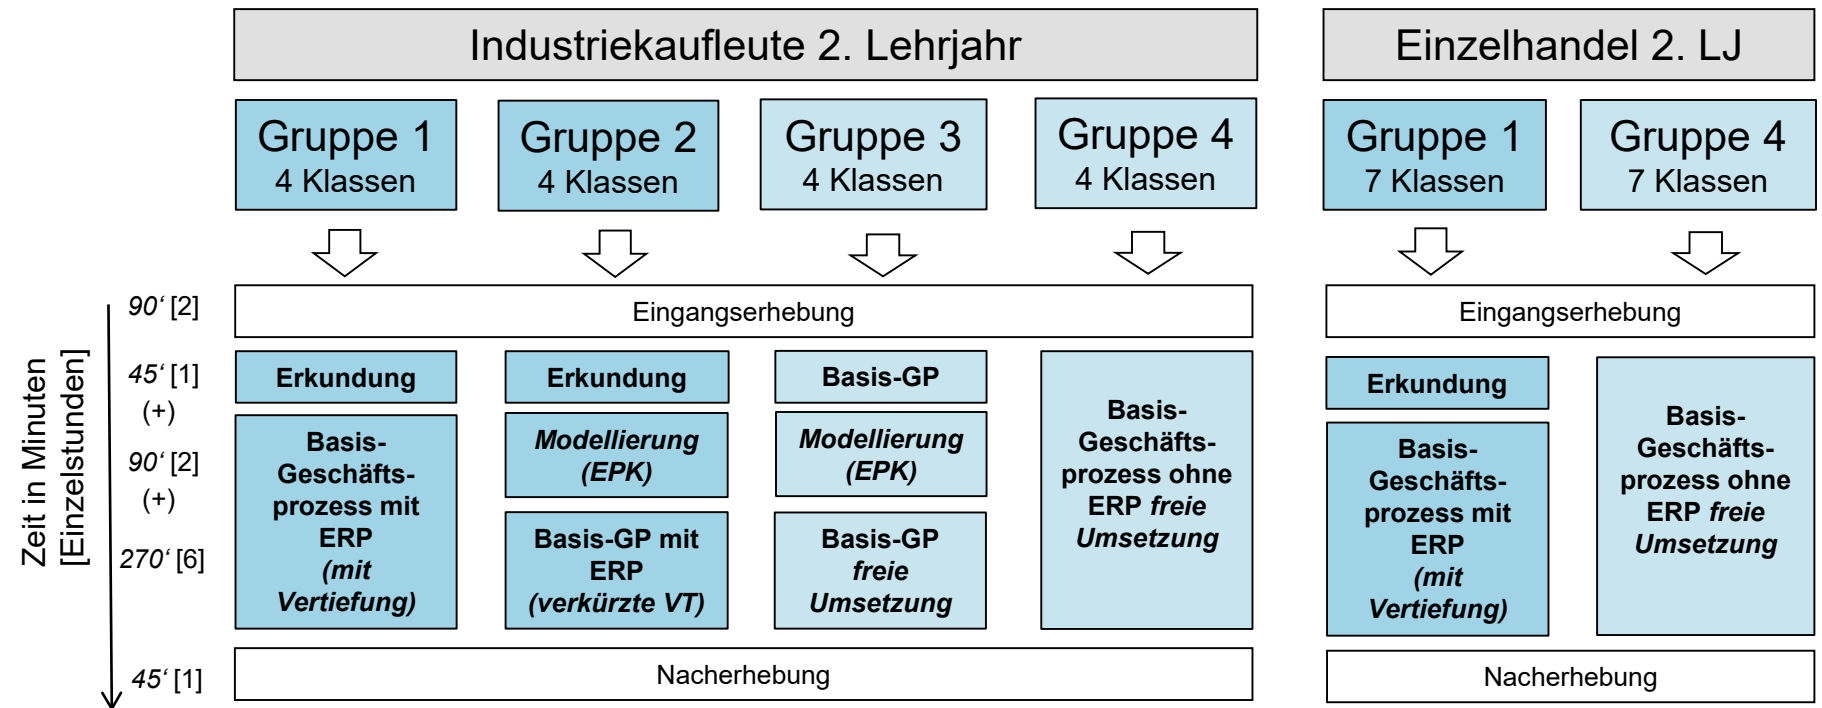 Industriekaufleute 2. Lehrjahr
Einzelhandel 2. LJ
Gruppe 1
4 Klassen
Gruppe 2
4 Klassen
Gruppe 3
4 Klassen
Gruppe 4
4 Klassen
Gruppe 1
7 Klassen
Gruppe 4
7 Klassen
Zeit in Minuten
[Einzelstunden]
90‘ [2]
45‘ [1]
(+)
90‘ [2]
(+)
270‘ [6]
45‘ [1]
Eingangserhebung
Eingangserhebung
Erkundung
Basis-
Geschäfts-
prozess mit
ERP
(mit
Vertiefung)
Erkundung
Modellierung
(EPK)
Basis-GP mit
ERP
(verkürzte VT)
Basis-GP
Modellierung
(EPK)
Basis-GP
freie
Umsetzung
Basis-
Geschäfts-
prozess ohne
ERP freie
Umsetzung
Erkundung
Basis-
Geschäfts-
prozess mit
ERP
(mit
Vertiefung)
Basis-
Geschäfts-
prozess ohne
ERP freie
Umsetzung
Nacherhebung
Nacherhebung